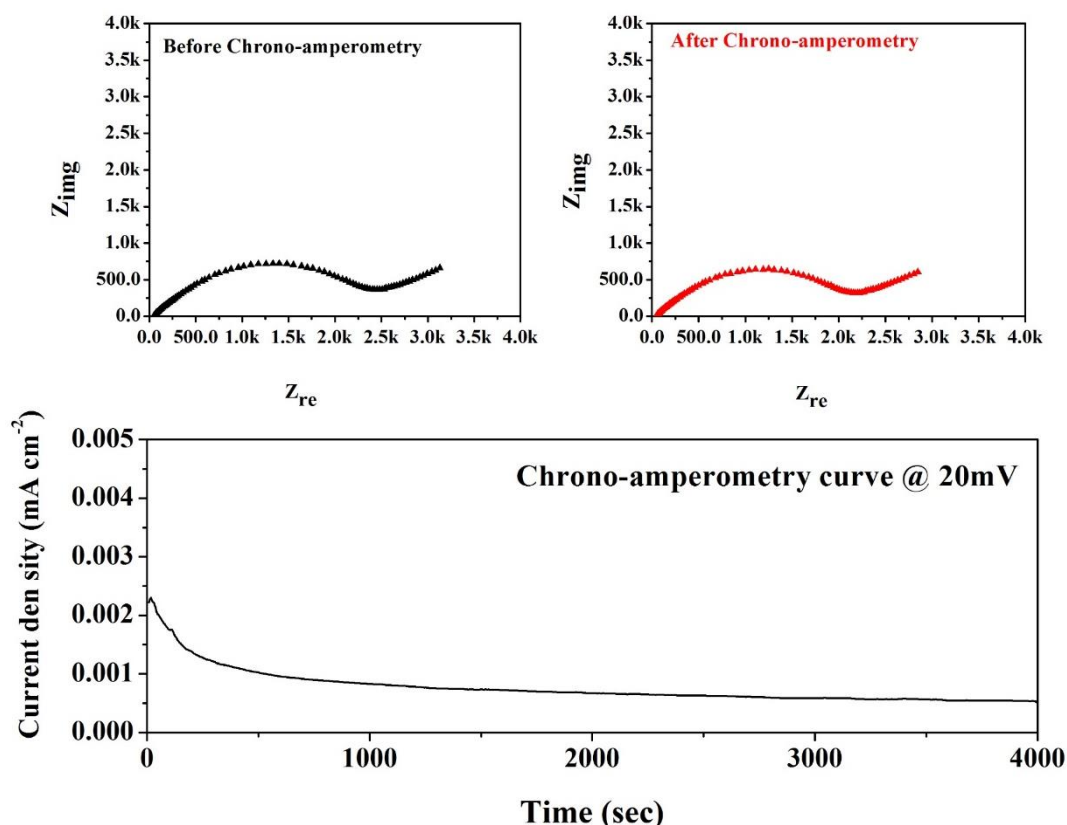 Before Chrono-amperometry
4.0k
3.5k
3.0k
2.5k
2.0k
1.5k
1.0k
500.0
0.0
Zimg
0.0 500.0 1.0k 1.5k 2.0k 2.5k 3.0k 3.5k 4.0k
Zre
After Chrono-amperometry
4.0k
3.5k
3.0k
2.5k
2.0k
1.5k
1.0k
500.0
0.0
Zimg
0.0 500.0 1.0k 1.5k 2.0k 2.5k 3.0k 3.5k 4.0k
Zre
Chrono-amperometry curve @ 20mV
Current den sity (mA cm-2)
0.005
0.004
0.003
0.002
0.001
0.000
0 1000 2000 3000 4000
Time (sec)